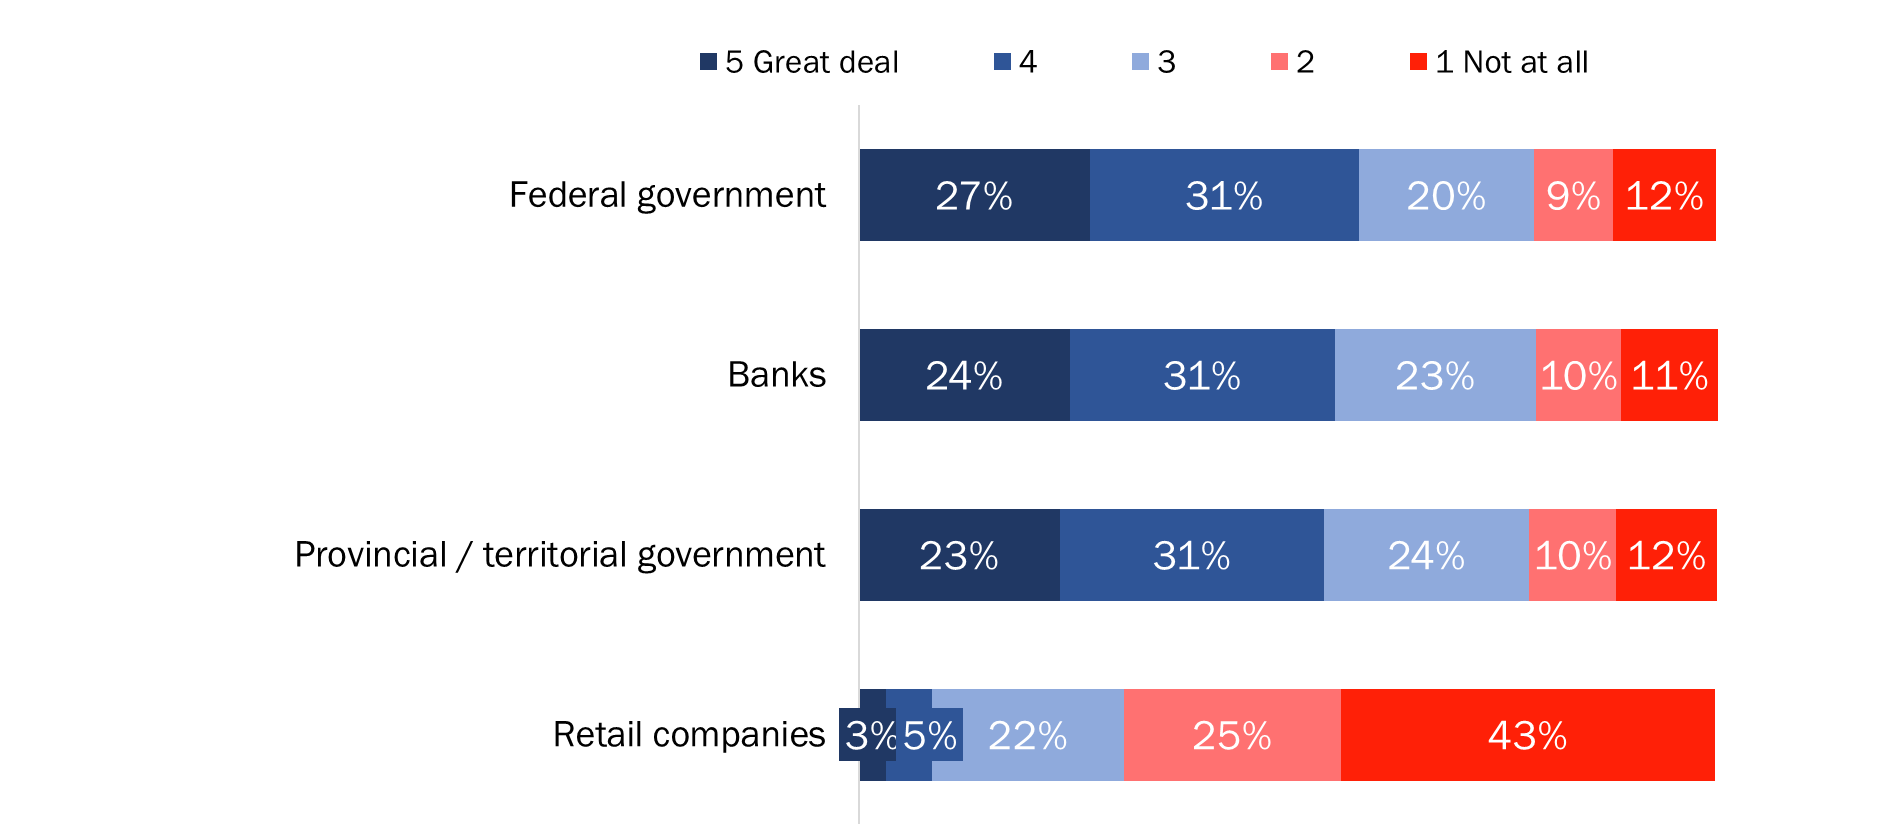 5 Great deal 4 3 2 1 Not at all
Federal government 27% 31% 20% 9% 12%
Banks 24% 31% 23% 10% 11%
Provincial / territorial government 23% 31% 24% 10% 12%
Retail companies 3% 5% 22% 25% 43%